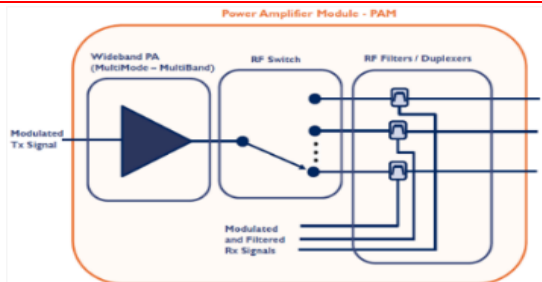 Power Amplifier Module - PAM
Wideband PA
(MultiMode – MultiBand)
RF Switch
RF Filters / Duplexers
Modulated
Tx Signal
Modulated
and Filtered
Rx Signals